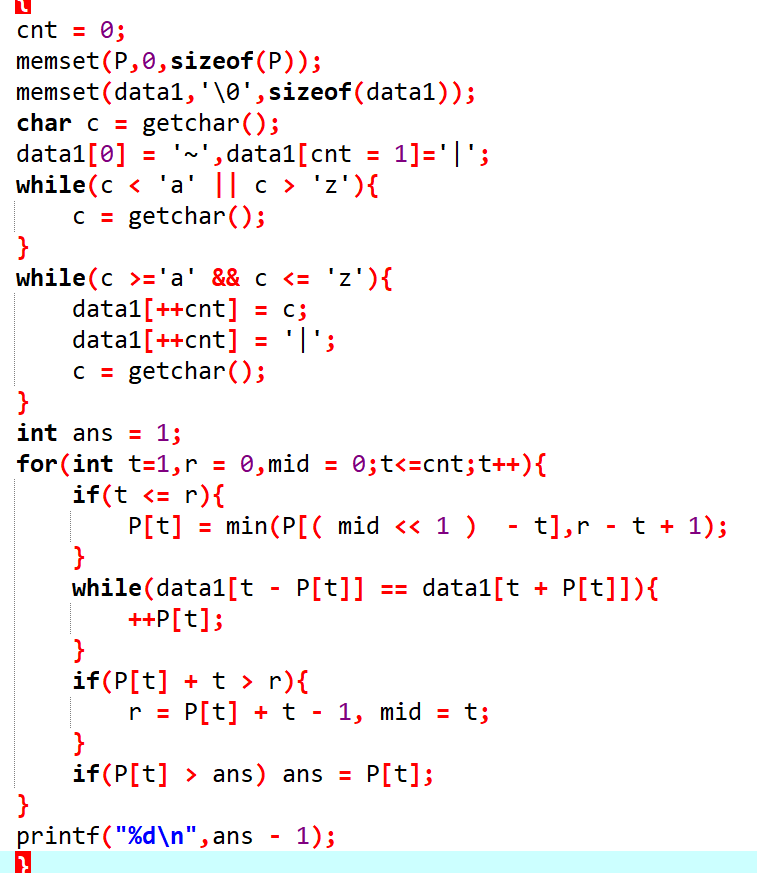 {
cnt = 0;
memset(P,0,sizeof(P));
memset(data1,'\0',sizeof(data1));
char c = getchar();
data1[0] = '~',data1[cnt = 1]='|';
while(c < 'a' || c > 'z'){
    c = getchar();
}
while(c >='a' && c <= 'z'){
    data1[++cnt] = c;
    data1[++cnt] = '|';
    c = getchar();
}
int ans = 1;
for(int t=1,r = 0,mid = 0;t<=cnt;t++){
    if(t <= r){
        P[t] = min(P[( mid << 1 )  - t],r - t + 1);
    }
    while(data1[t - P[t]] == data1[t + P[t]]){
        ++P[t];
    }
    if(P[t] + t > r){
        r = P[t] + t - 1, mid = t;
    }
    if(P[t] > ans) ans = P[t];
}
printf("%d\n",ans - 1);
}